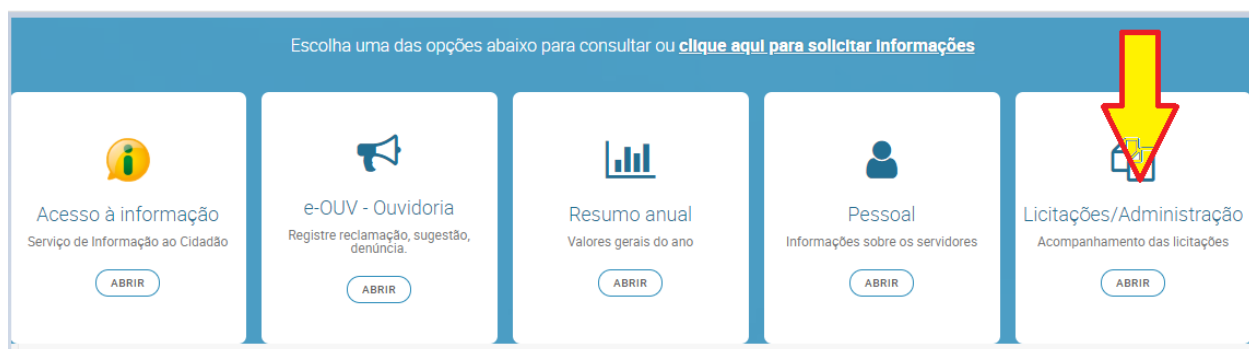 Escolha uma das opções abaixo para consultar ou clique aqui para solicitar informações
Acesso à informação
Serviço de Informação ao Cidadão
ABRIR
e-OUV - Ouvidoria
Registre reclamação, sugestão,
denúncia.
ABRIR
Resumo anual
Valores gerais do ano
ABRIR
Pessoal
Informações sobre os servidores
ABRIR
Licitações/Administração
Acompanhamento das licitações
ABRIR